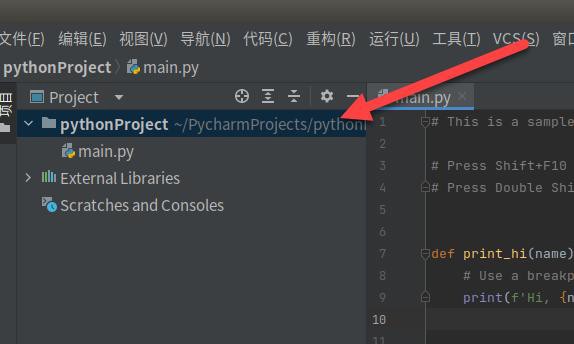 文件(F) 编辑(E) 视图(V) 导航(N) 代码(C) 重构(R) 运行(U) 工具(T) VCS(S) 窗口
pythonProject main.py
项目
Project
main.py
pythonProject ~/PycharmProjects/python
main.py
External Libraries
Scratches and Consoles
1 # This is a sample
2
3 # Press Shift+F10
4 # Press Double Shi
5
6
7 def print_hi(name)
8 # Use a breakp
9 print(f'Hi, {n
10
11